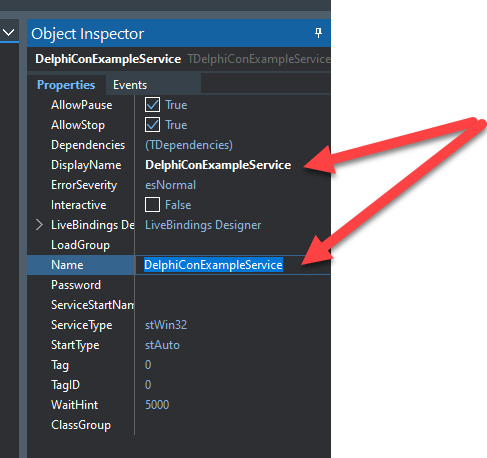 Object Inspector
DelphiConExampleService TDelphiConExampleService
Properties Events
AllowPause True
AllowStop True
Dependencies (TDependencies)
DisplayName DelphiConExampleService
ErrorSeverity esNormal
Interactive False
LiveBindings De LiveBindings Designer
LoadGroup
Name DelphiConExampleService
Password
ServiceStartNam
ServiceType stWin32
StartType stAuto
Tag 0
TagID 0
WaitHint 5000
ClassGroup